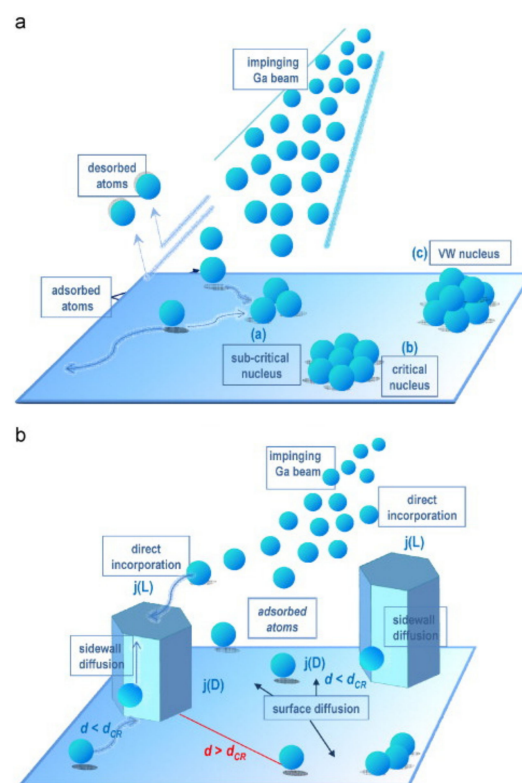 a
impinging
Ga beam
desorbed
atoms
(c)
VW nucleus
adsorbed
atoms
(a)
sub-critical
nucleus
(b)
critical
nucleus
b
impinging
Ga beam
direct
incorporation
j(L)
direct
incorporation
j(L)
adsorbed
atoms
sidewall
diffusion
sidewall
diffusion
j(D)
j(D)
d < dCR
surface diffusion
d < dCR
d > dCR